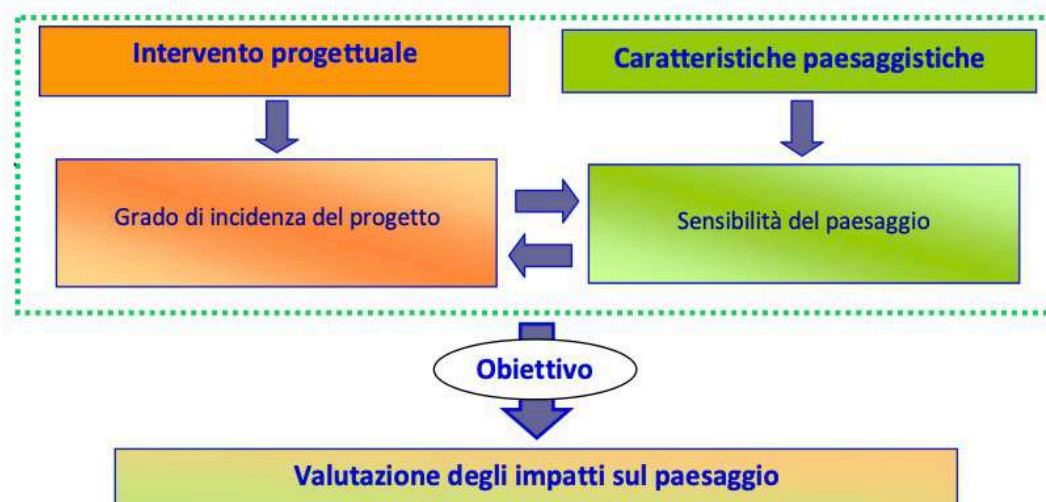 Intervento progettuale
Caratteristiche paesaggistiche
Grado di incidenza del progetto
Sensibilità del paesaggio
Obiettivo
Valutazione degli impatti sul paesaggio